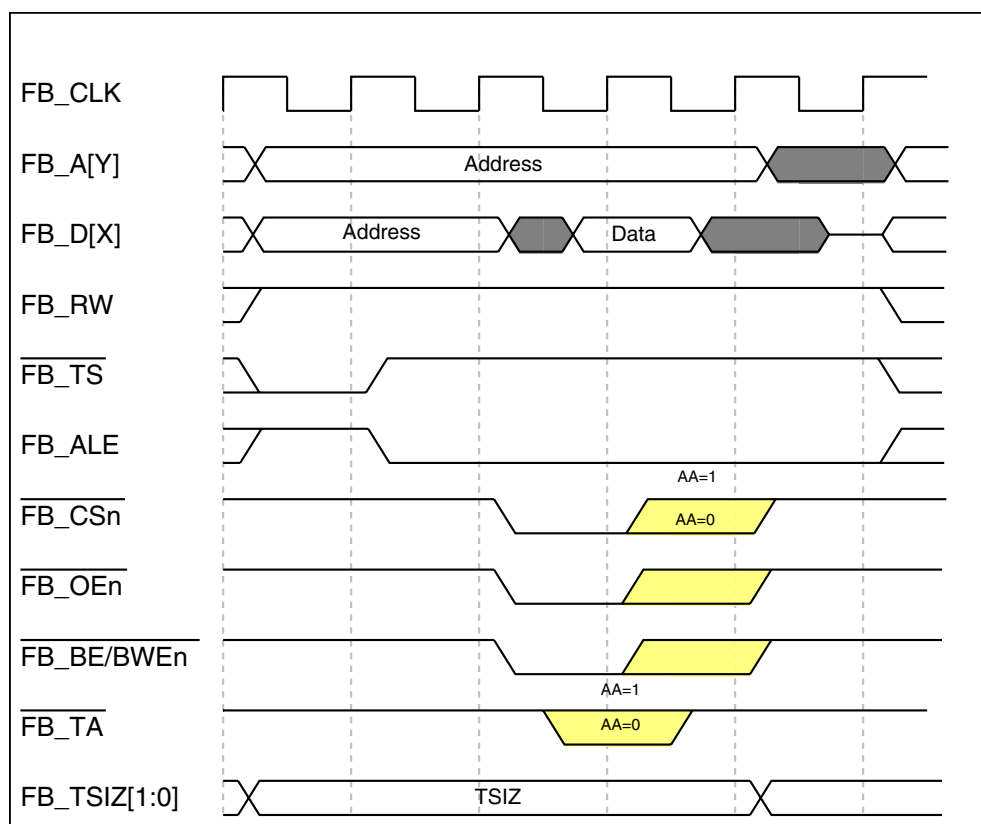 FB_CLK
FB_A[Y]
Address
FB_D[X]
Address
Data
FB_RW
FB_TS
FB_ALE
AA=1
FB_CSn
AA=0
FB_OEn
FB_BE/BWEn
AA=1
FB_TA
AA=0
FB_TSIZ[1:0]
TSIZ